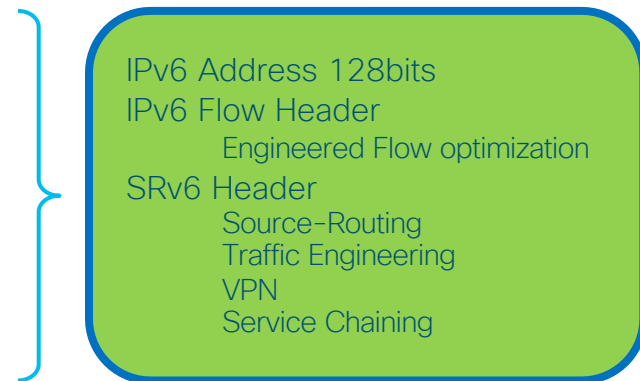 IPv6 Address 128bits
IPv6 Flow Header
Engineered Flow optimization
SRv6 Header
Source-Routing
Traffic Engineering
VPN
Service Chaining